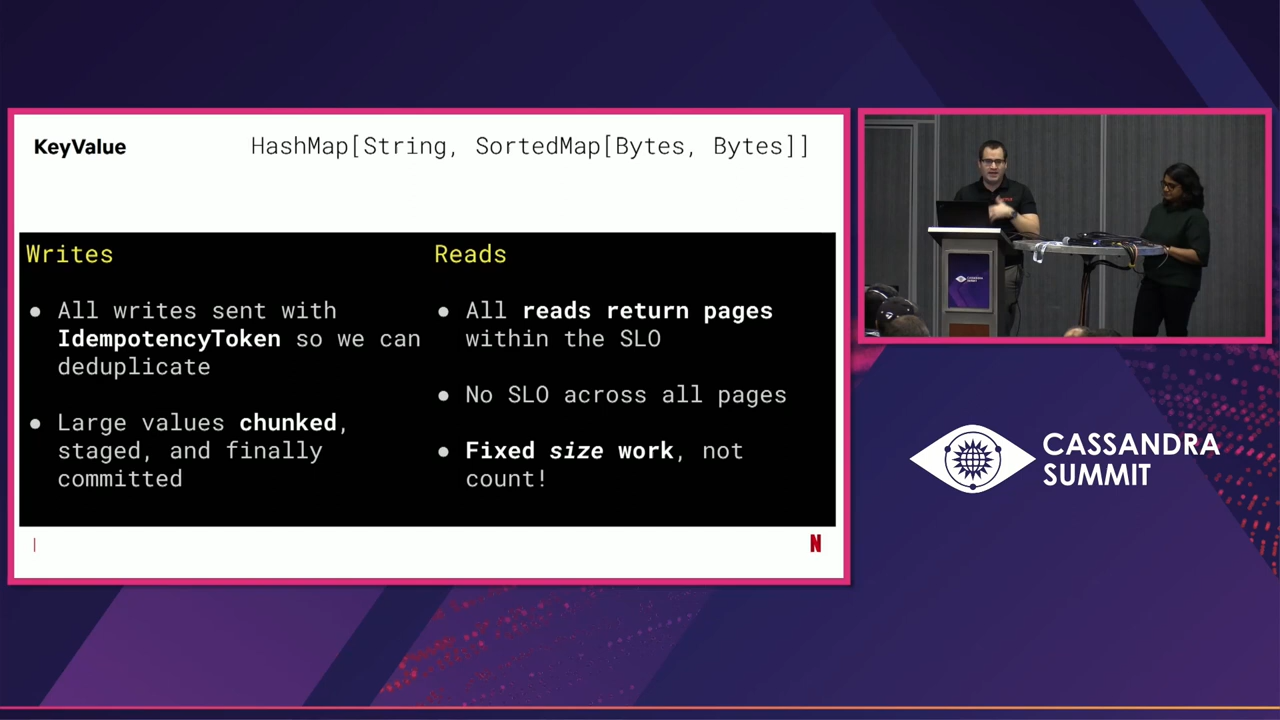 KeyValue
HashMap[String, SortedMap[Bytes, Bytes]]
Writes
● All writes sent with
IdempotencyToken so we can
deduplicate
● Large values chunked,
staged, and finally
committed
Reads
● All reads return pages
within the SLO
● No SLO across all pages
● Fixed size work, not
count!
N
CASSANDRA
SUMMIT